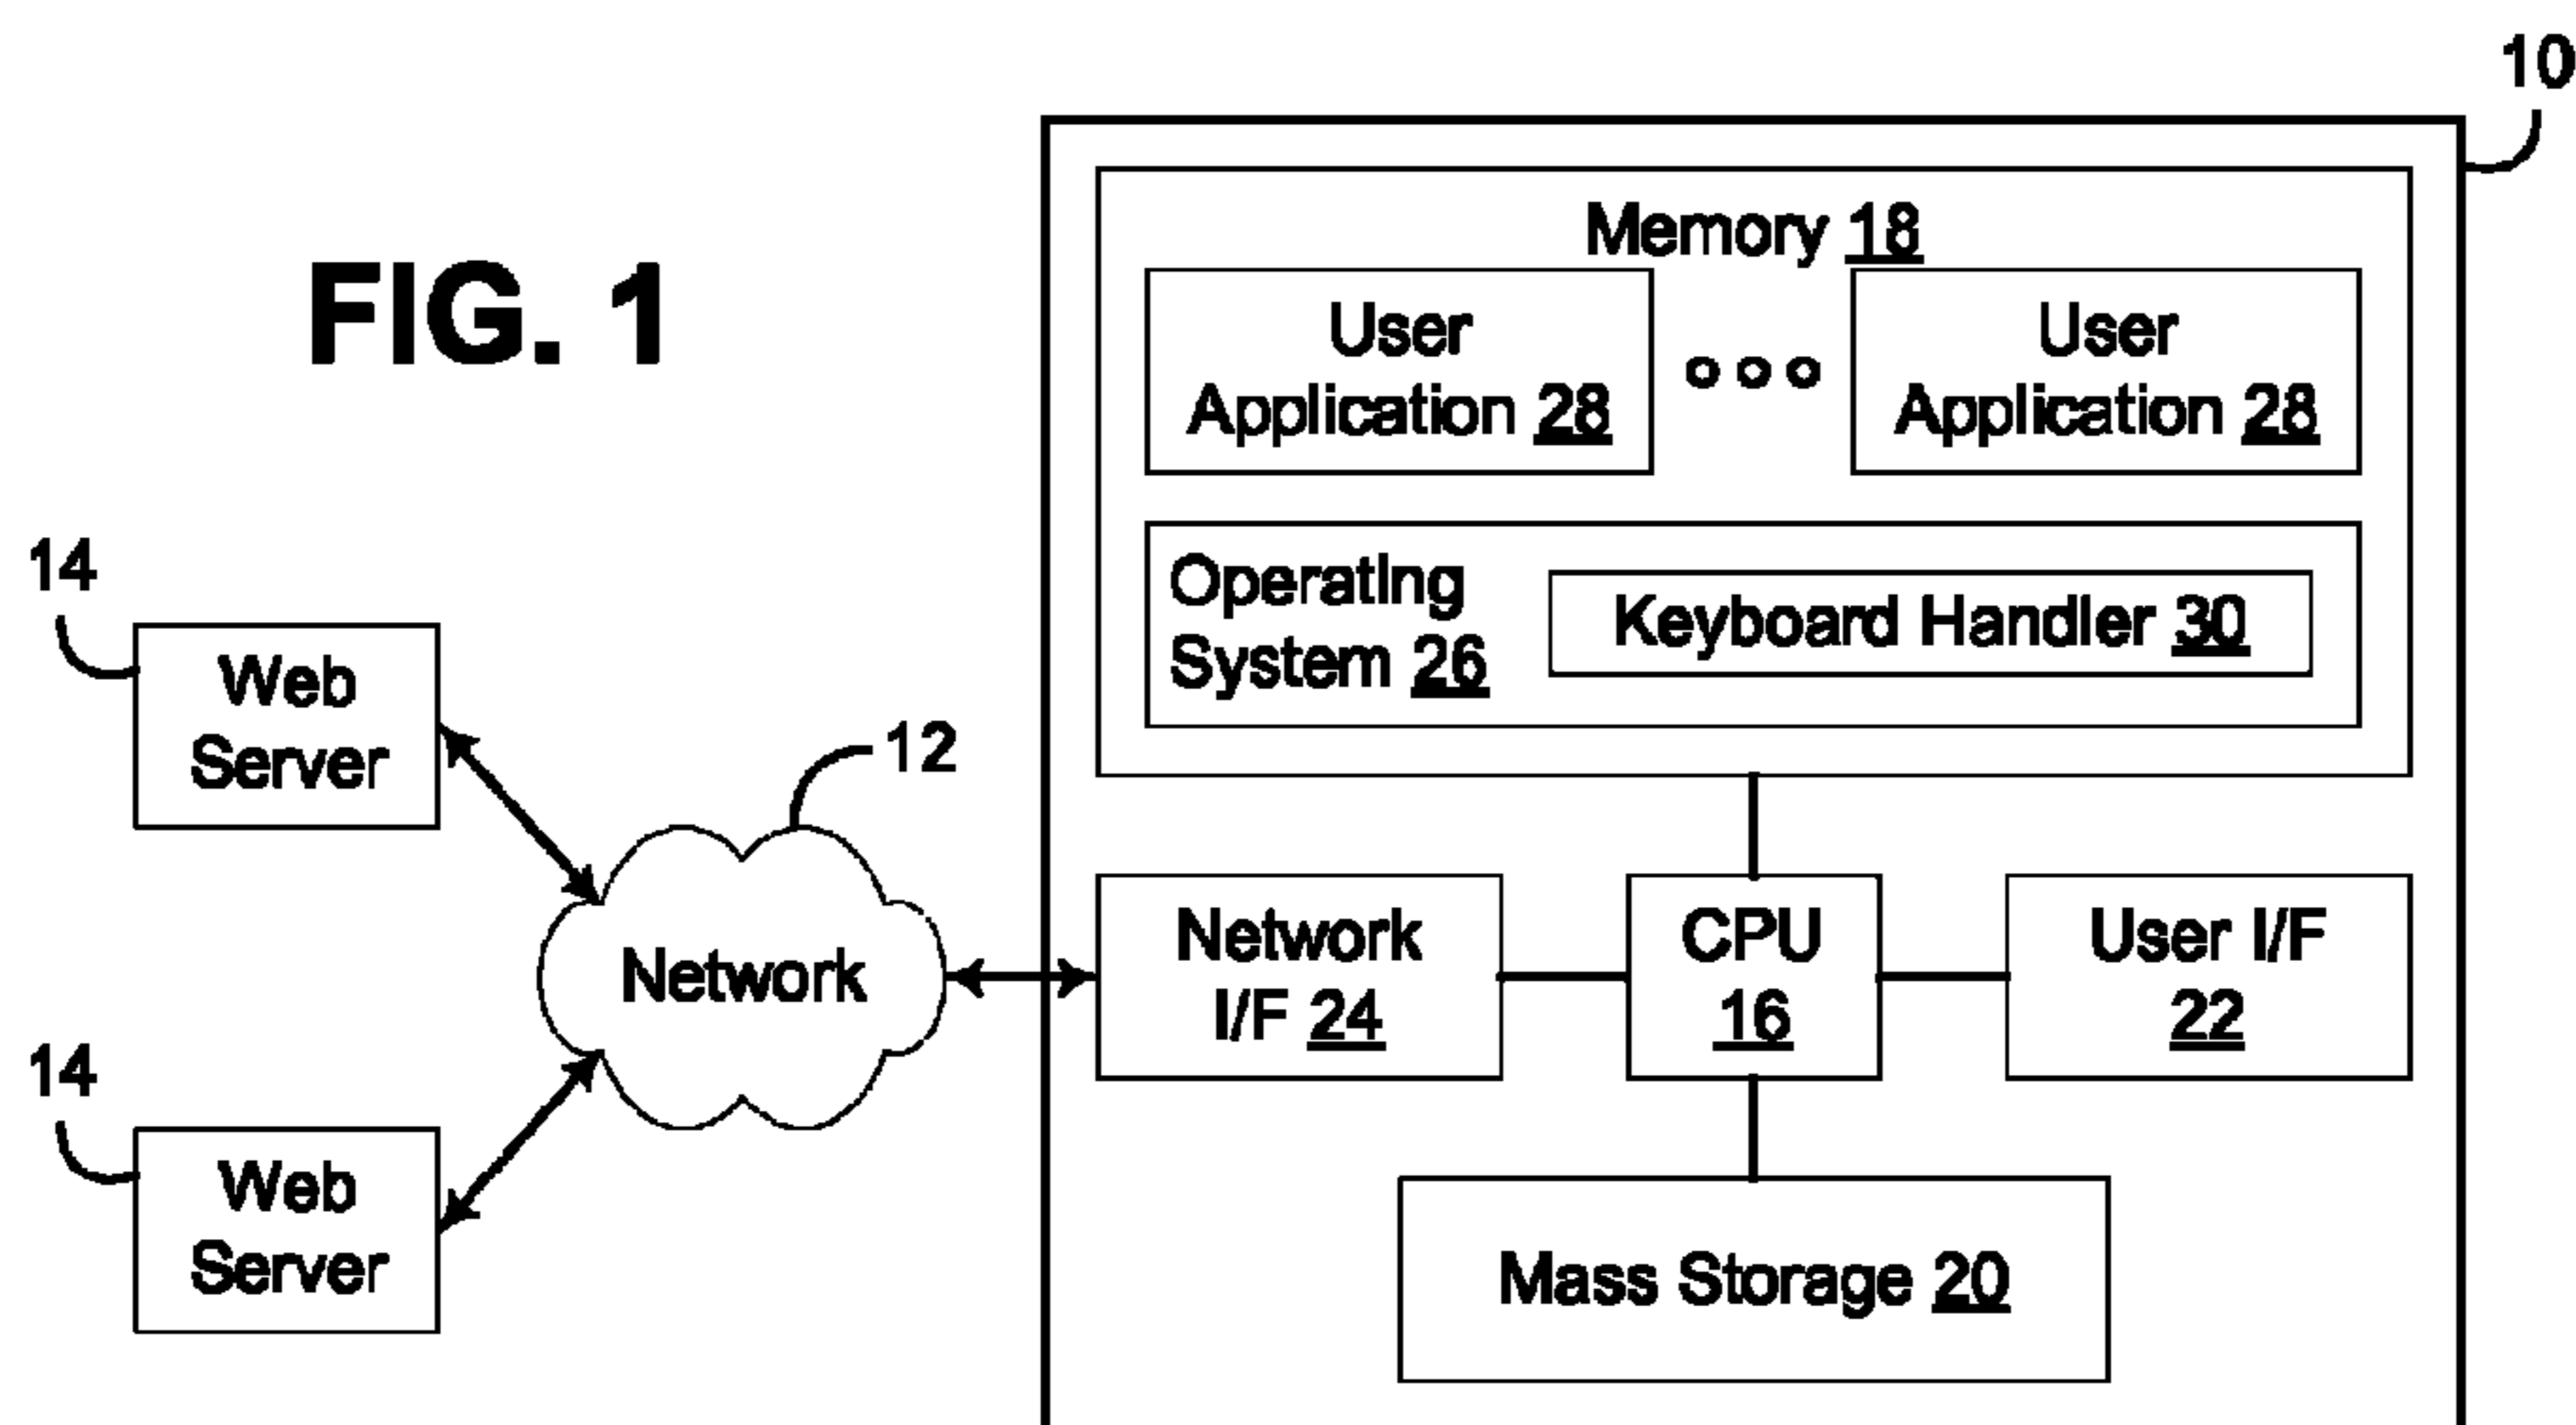 10
Memory 18
FIG. 1
User
Application 28
User
Application 28
Operating
System 26
Keyboard Handler 30
14
Web
Server
12
Network
Network
I/F 24
CPU
16
User I/F
22
14
Web
Server
Mass Storage 20